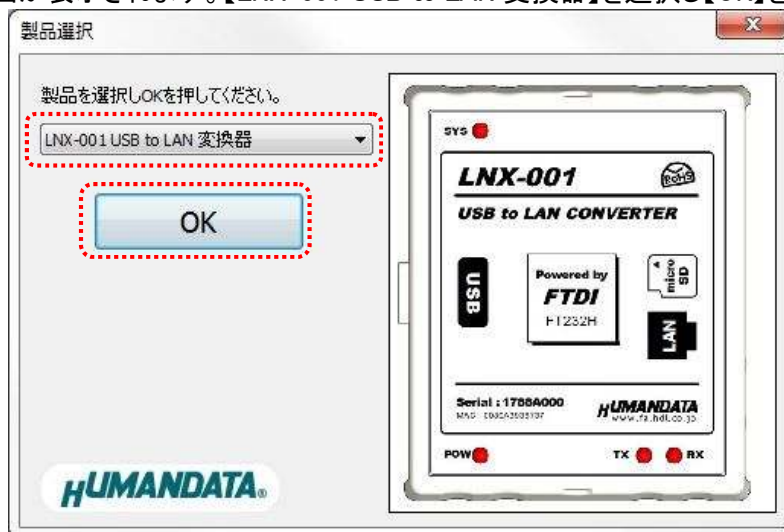 製品選択
製品を選択しOKを押してください。
LNX-001 USB to LAN 変換器
OK
HUMANDATA®
SYS
LNX-001
RoHS
USB to LAN CONVERTER
USB
Powered by
FTDI
FT232H
micro
SD
LAN
Serial : 1788A000
HUMANDATA
www.fa.hdl.co.jp
POW
TX
RX